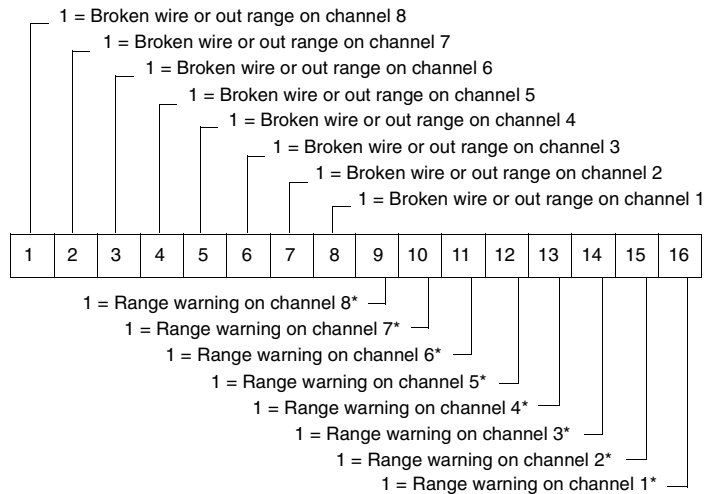 1 = Broken wire or out range on channel 8
1 = Broken wire or out range on channel 7
1 = Broken wire or out range on channel 6
1 = Broken wire or out range on channel 5
1 = Broken wire or out range on channel 4
1 = Broken wire or out range on channel 3
1 = Broken wire or out range on channel 2
1 = Broken wire or out range on channel 1
1 2 3 4 5 6 7 8 9 10 11 12 13 14 15 16
1 = Range warning on channel 8*
1 = Range warning on channel 7*
1 = Range warning on channel 6*
1 = Range warning on channel 5*
1 = Range warning on channel 4*
1 = Range warning on channel 3*
1 = Range warning on channel 2*
1 = Range warning on channel 1*